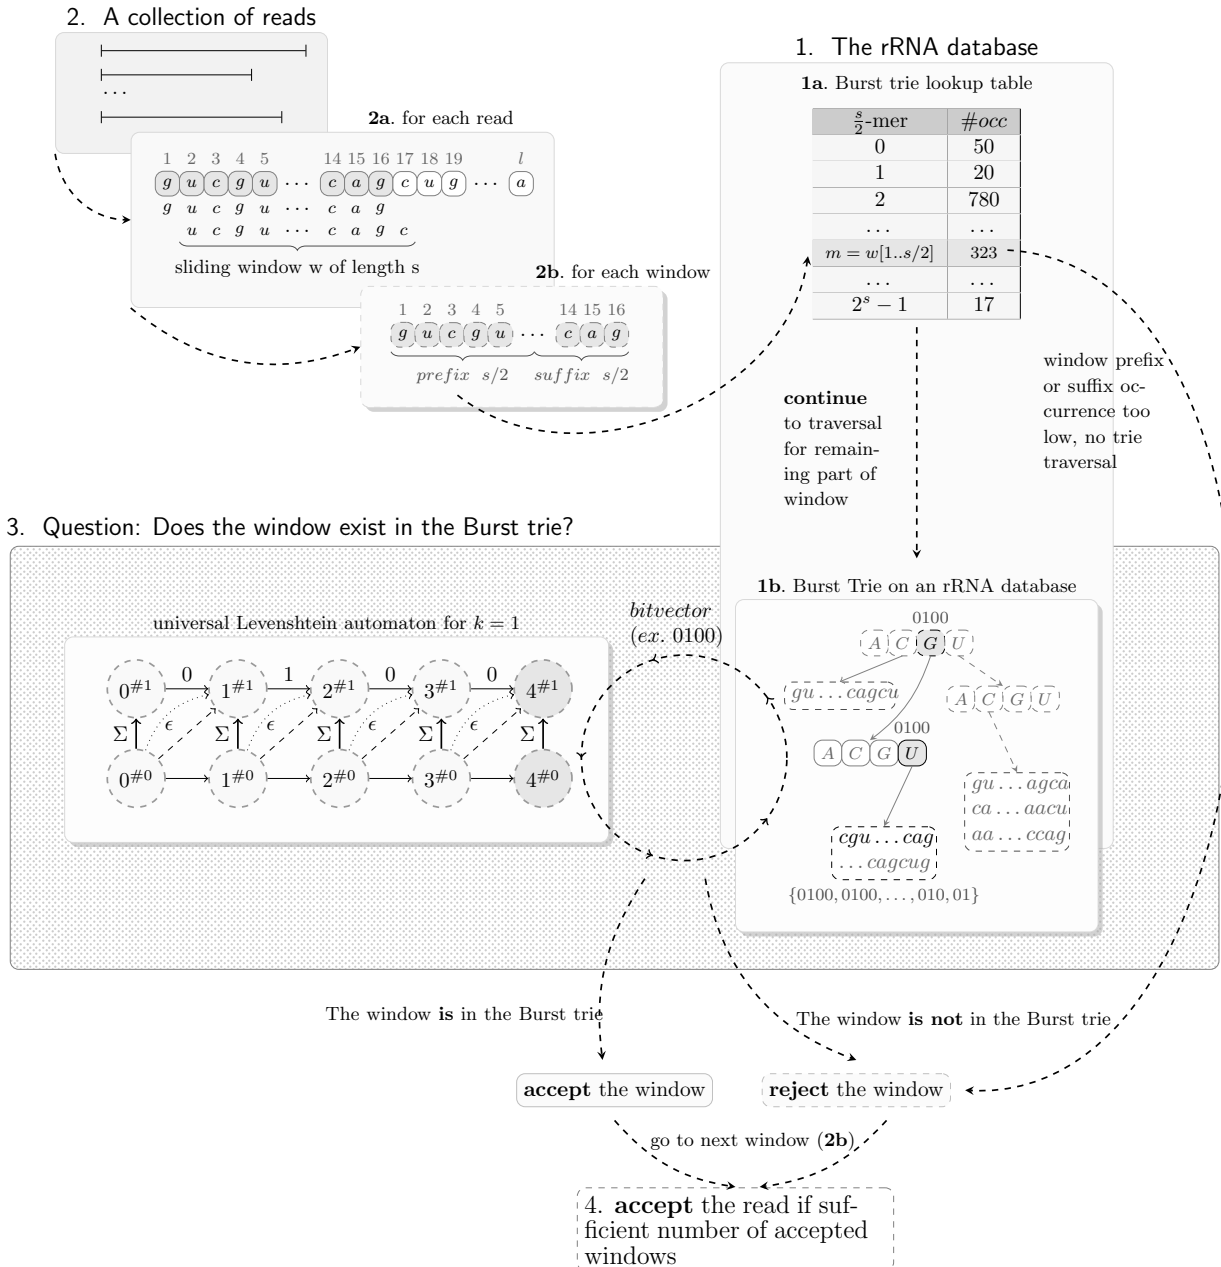 2. A collection of reads
...
2a. for each read
1 2 3 4 5 14 15 16 17 18 19 l
g u c g u ... c a g c u g ... a
g u c g u ... c a g
u c g u ... c a g c
sliding window w of length s
2b. for each window
1 2 3 4 5 14 15 16
g u c g u ... c a g
prefix s/2 suffix s/2
1. The rRNA database
1a. Burst trie lookup table
s/2-mer #occ
0 50
1 20
2 780
... ...
m = w[1..s/2] 323
... ...
2^s − 1 17
continue
to traversal
for remain-
ing part of
window
window prefix
or suffix oc-
currence too
low, no trie
traversal
3. Question: Does the window exist in the Burst trie?
universal Levenshtein automaton for k = 1
0^#1 0 1^#1 1 2^#1 0 3^#1 0 4^#1
Σ ϵ Σ ϵ Σ ϵ Σ ϵ Σ
0^#0 1^#0 2^#0 3^#0 4^#0
bitvector
(ex. 0100)
1b. Burst Trie on an rRNA database
0100
A C G U
gu...cagcu
A C G U
0100
A C G U
gu...agca
ca...aacu
aa...ccag
cgu...cag
...cagcug
{0100, 0100, ..., 010, 01}
The window is in the Burst trie
The window is not in the Burst trie
accept the window
reject the window
go to next window (2b)
4. accept the read if suf-
ficient number of accepted
windows